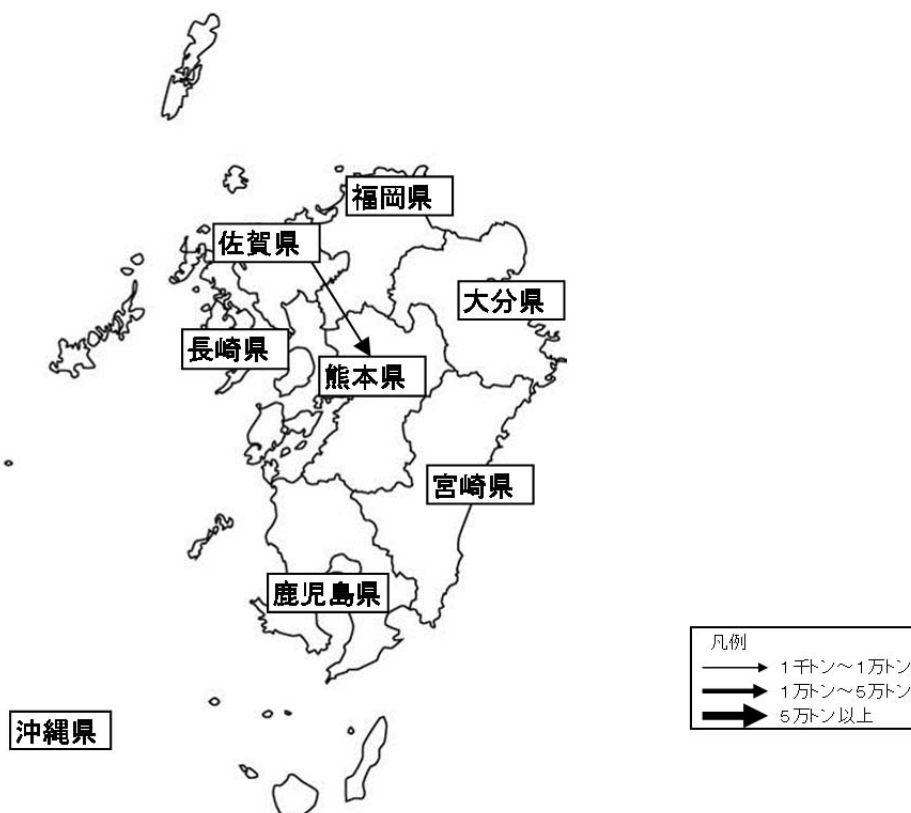 福岡県
佐賀県
大分県
長崎県
熊本県
宮崎県
鹿児島県
沖縄県
凡例
1千トン～1万トン
1万トン～5万トン
5万トン以上